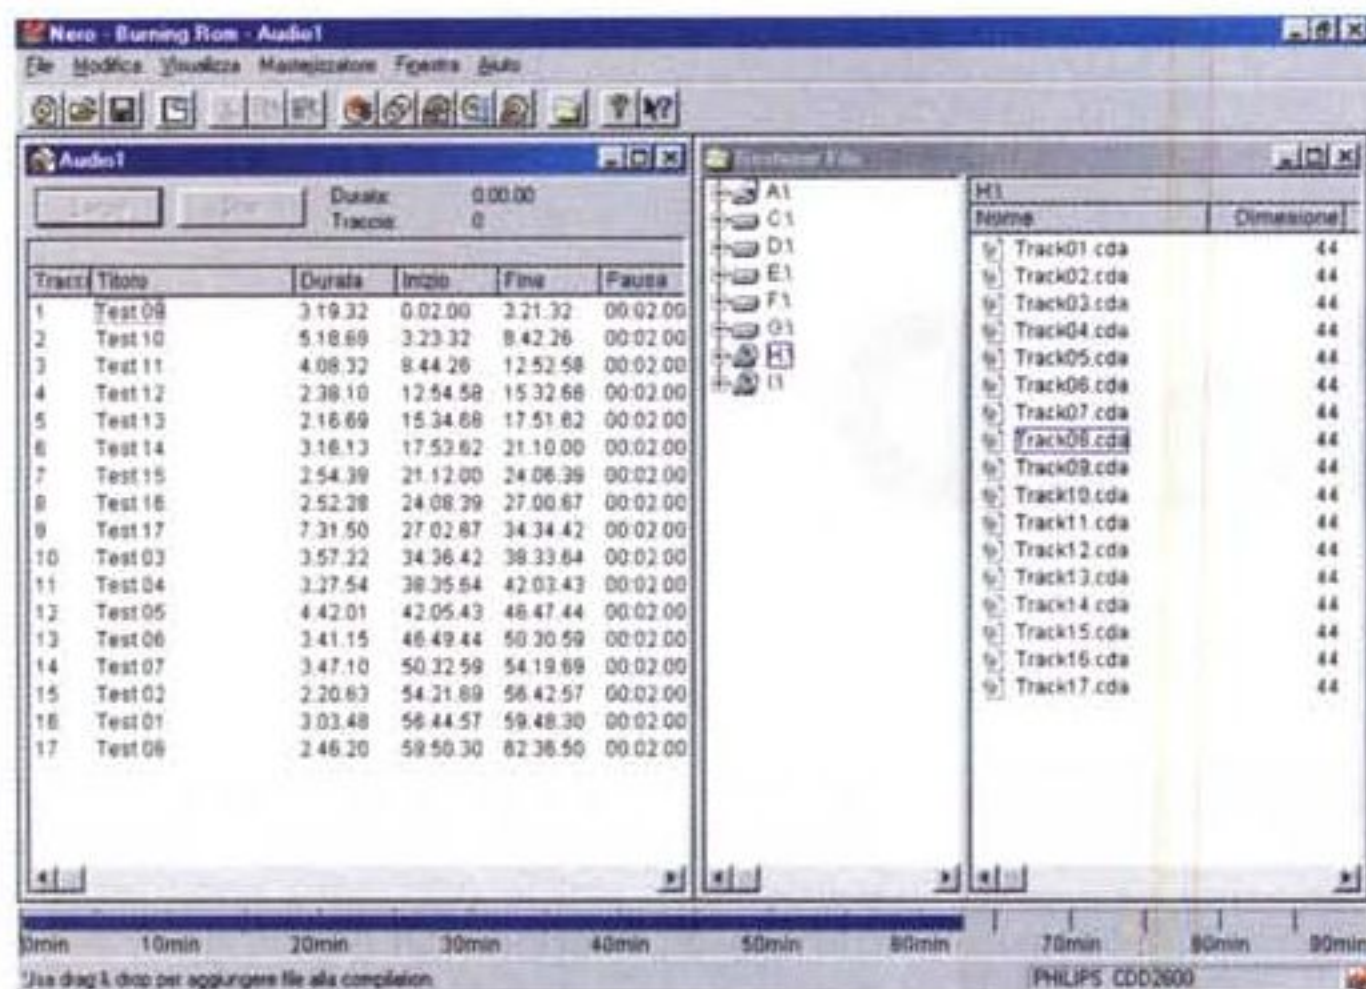 Nero - Burning Rom - Audio1
File Modifica Visualizza Masterizzatore Finestra Aiuto
Audio1
Durata: 0.00.00
Traccie: 0
Tracci Titolo Durata Inizio Fine Pausa
1 Test 09 3.19.32 0.02.00 3.21.32 00.02.00
2 Test 10 5.18.69 3.23.32 8.42.26 00.02.00
3 Test 11 4.08.32 8.44.26 12.52.58 00.02.00
4 Test 12 2.38.10 12.54.58 15.32.68 00.02.00
5 Test 13 2.16.69 15.34.68 17.51.62 00.02.00
6 Test 14 3.16.13 17.53.62 21.10.00 00.02.00
7 Test 15 2.54.39 21.12.00 24.06.39 00.02.00
8 Test 16 2.52.28 24.08.39 27.00.67 00.02.00
9 Test 17 7.31.50 27.02.67 34.34.42 00.02.00
10 Test 03 3.57.22 34.36.42 38.33.64 00.02.00
11 Test 04 3.27.54 38.35.64 42.03.43 00.02.00
12 Test 05 4.42.01 42.05.43 46.47.44 00.02.00
13 Test 06 3.41.15 46.49.44 50.30.59 00.02.00
14 Test 07 3.47.10 50.32.59 54.19.69 00.02.00
15 Test 02 2.20.63 54.21.69 56.42.57 00.02.00
16 Test 01 3.03.48 56.44.57 59.48.30 00.02.00
17 Test 08 2.46.20 59.50.30 62.36.50 00.02.00
A:\
C:\
D:\
E:\
F:\
G:\
H:\
I:\
H:\
Nome Dimesione
Track01.cda 44
Track02.cda 44
Track03.cda 44
Track04.cda 44
Track05.cda 44
Track06.cda 44
Track07.cda 44
Track08.cda 44
Track09.cda 44
Track10.cda 44
Track11.cda 44
Track12.cda 44
Track13.cda 44
Track14.cda 44
Track15.cda 44
Track16.cda 44
Track17.cda 44
0min 10min 20min 30min 40min 50min 60min 70min 80min 90min
Usa drag & drop per aggiungere file alla compilation
PHILIPS CDD2600